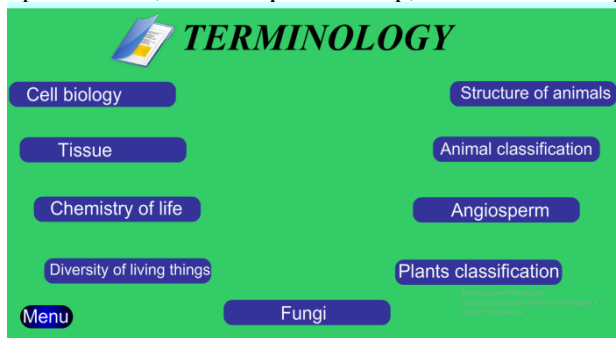 TERMINOLOGY
Cell biology
Structure of animals
Tissue
Animal classification
Chemistry of life
Angiosperm
Diversity of living things
Plants classification
Menu
Fungi